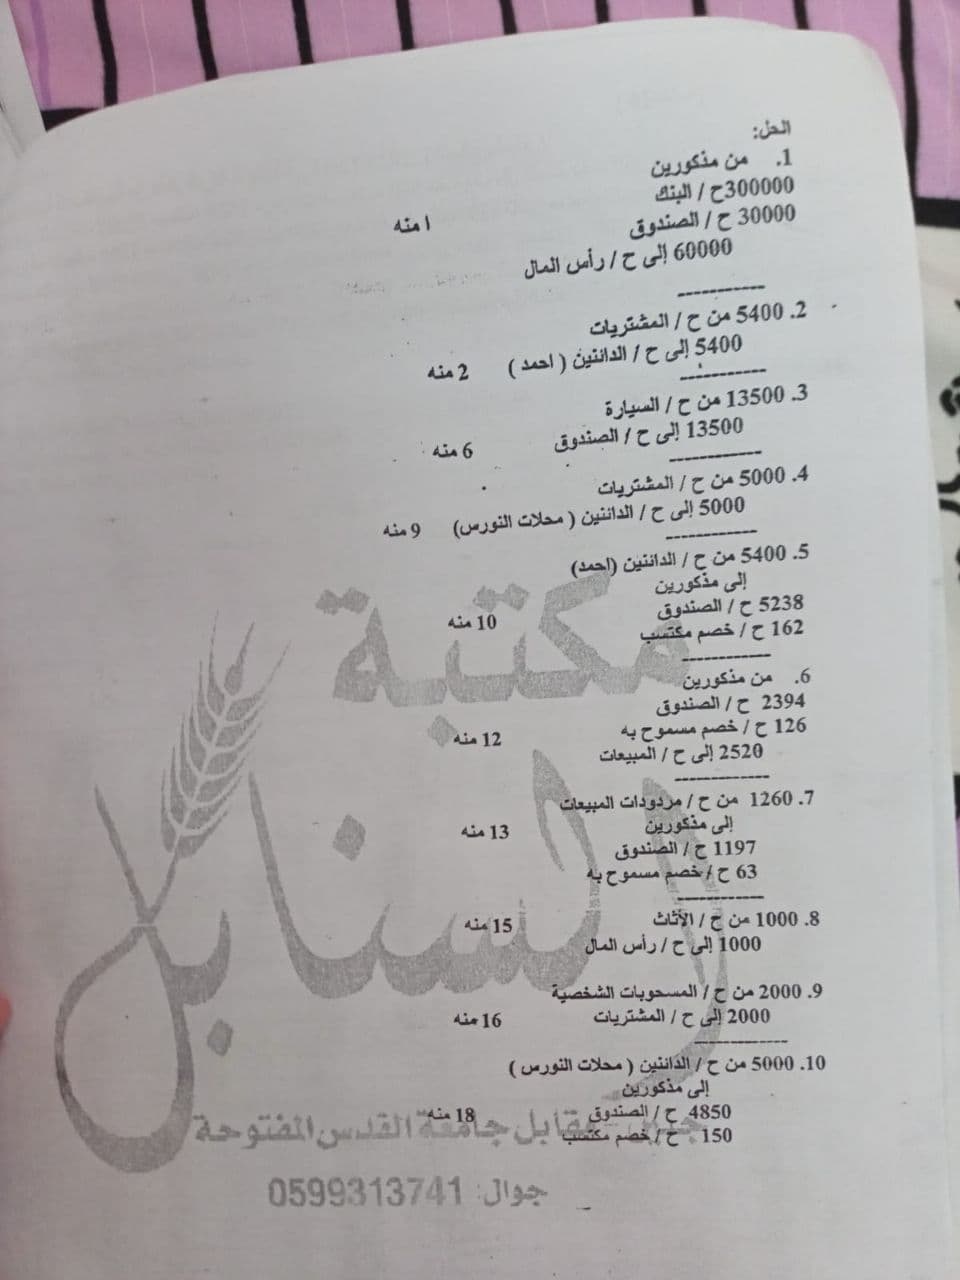 الحل:
1. من مذكورين
300000ح / البنك
30000 ح / الصندوق
1 منه
60000 إلى ح / رأس المال
-----------
2. 5400 من ح / المشتريات
5400 إلى ح / الدائنين ( احمد ) 2 منه
-----------
3. 13500 من ح / السيارة
13500 إلى ح / الصندوق 6 منه
-----------
4. 5000 من ح / المشتريات
5000 إلى ح / الدائنين ( محلات النورس) 9 منه
-----------
5. 5400 من ح / الدائنين (احمد)
إلى مذكورين
5238 ح / الصندوق 10 منه
162 ح / خصم مكتسب
-----------
6. من مذكورين
2394 ح / الصندوق
126 ح / خصم مسموح به 12 منه
2520 إلى ح / المبيعات
-----------
7. 1260 من ح / مردودات المبيعات
إلى مذكورين 13 منه
1197 ح / الصندوق
63 ح / خصم مسموح به
-----------
8. 1000 من ح / الأثاث 15 منه
1000 إلى ح / رأس المال
9. 2000 من ح / المسحوبات الشخصية
2000 إلى ح / المشتريات 16 منه
-----------
10. 5000 من ح / الدائنين ( محلات النورس )
إلى مذكورين
4850 ح / الصندوق 18 منه
150 ح / خصم مكتسب
مكتبة
السنابل
مقابل جامعة القدس المفتوحة
جوال: 0599313741